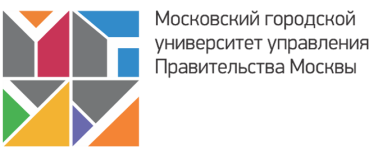 Московский городской
университет управления
Правительства Москвы